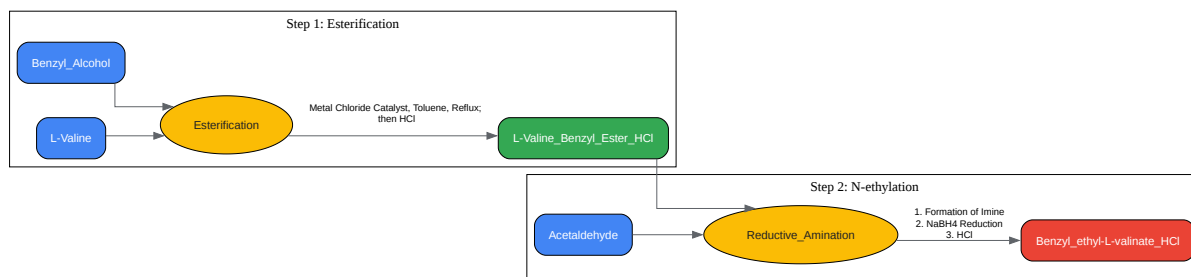 Step 1: Esterification
Benzyl_Alcohol
L-Valine
Esterification
Metal Chloride Catalyst, Toluene, Reflux;
then HCl
L-Valine_Benzyl_Ester_HCl
Step 2: N-ethylation
Acetaldehyde
Reductive_Amination
1. Formation of Imine
2. NaBH4 Reduction
3. HCl
Benzyl_ethyl-L-valinate_HCl